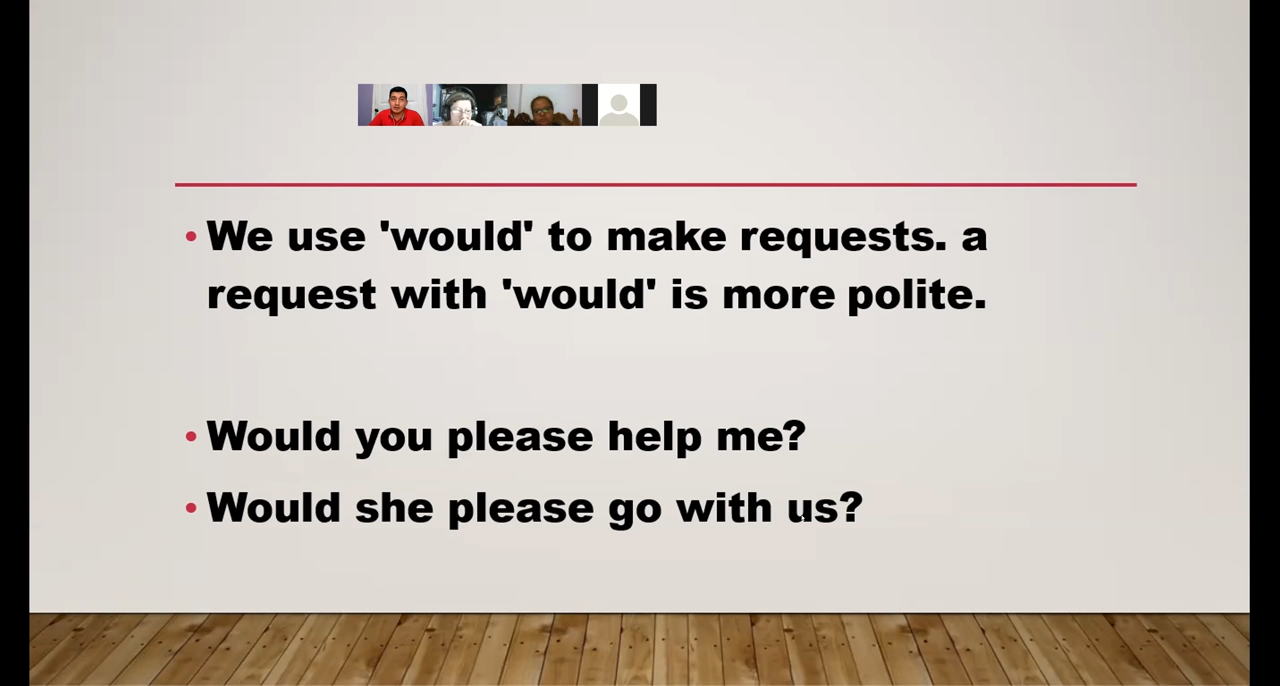 We use 'would' to make requests. a
request with 'would' is more polite.
Would you please help me?
Would she please go with us?